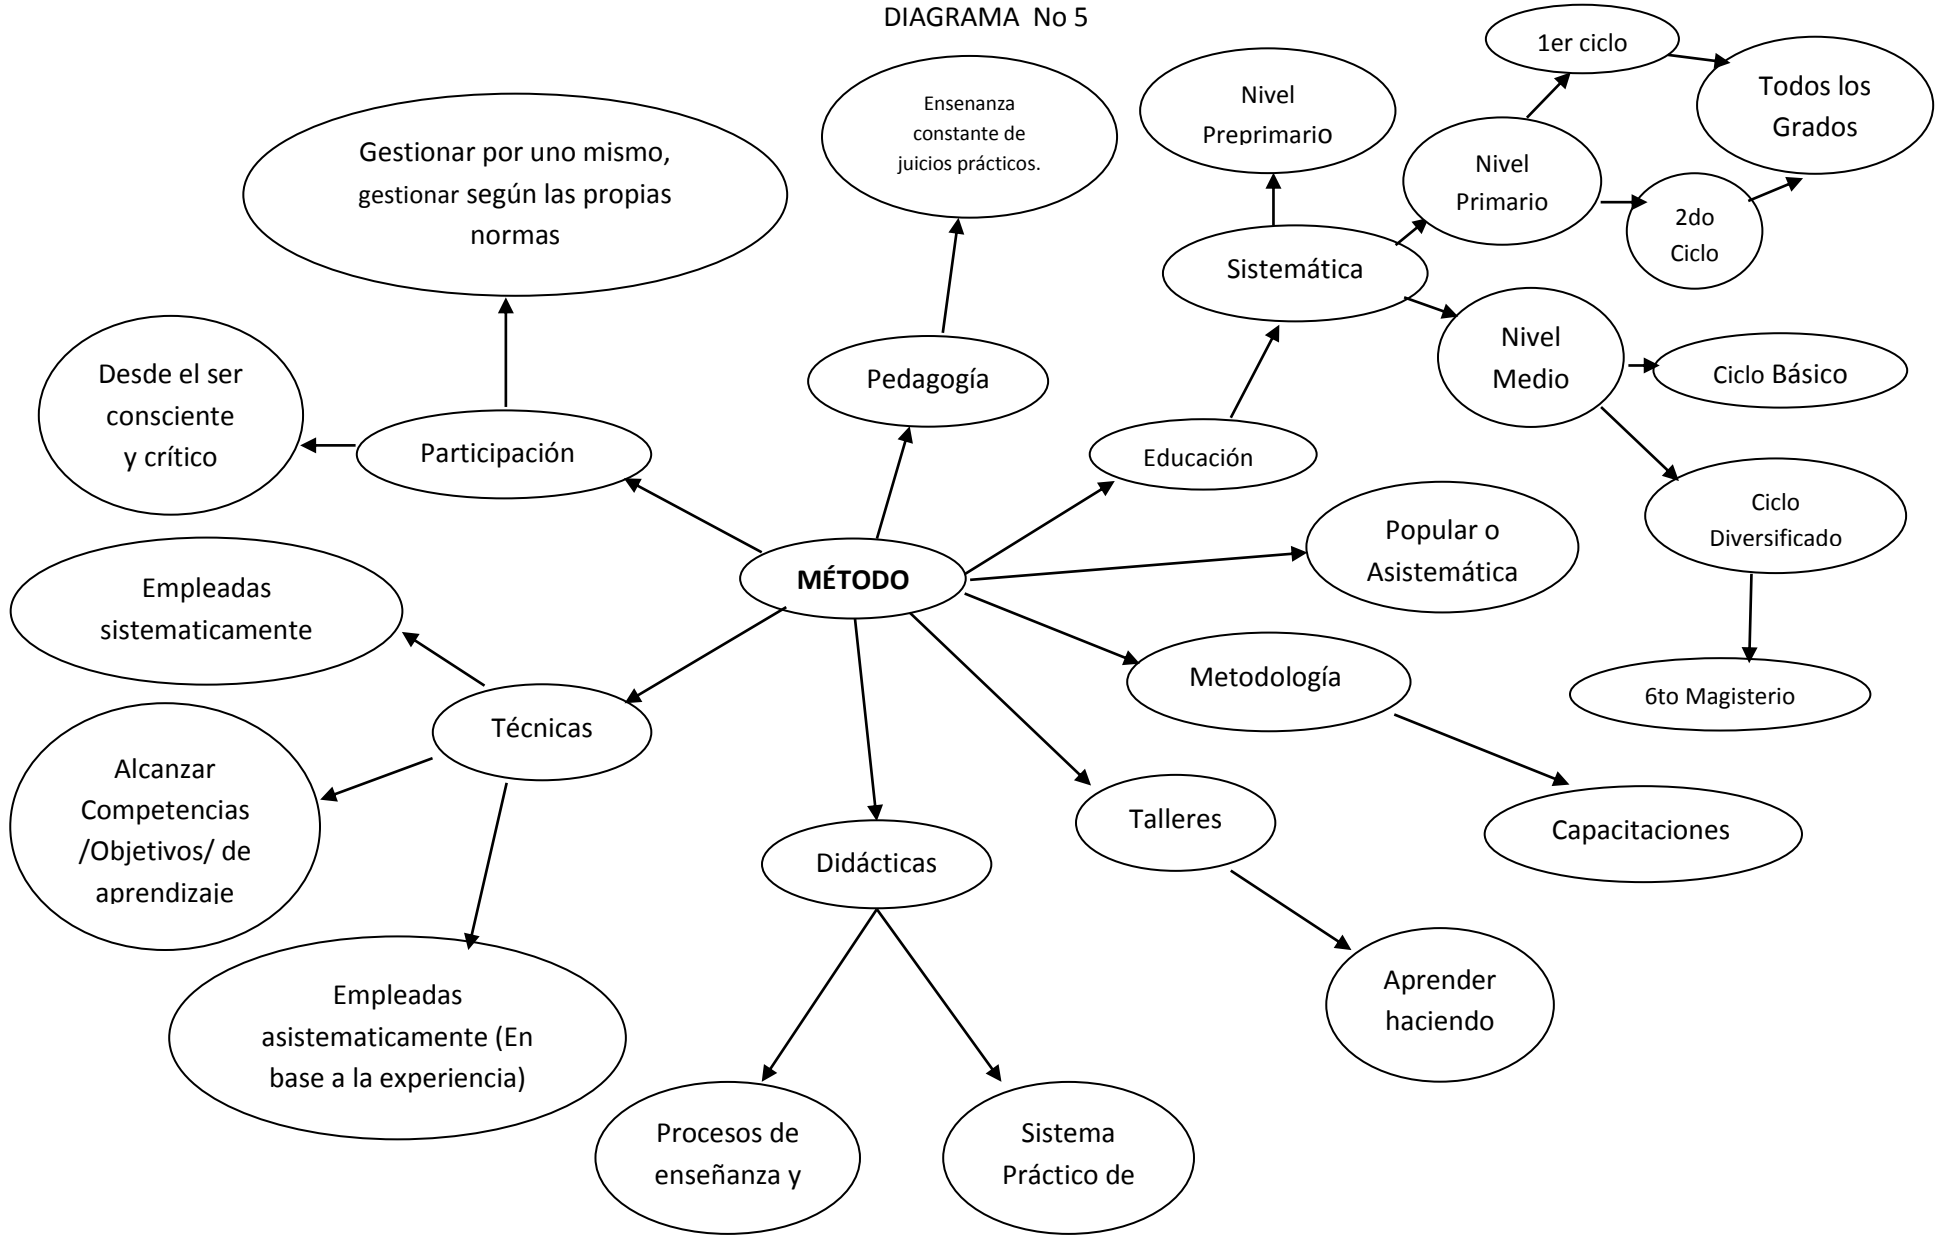 DIAGRAMA No 5
1er ciclo
Todos los
Grados
Nivel
Preprimario
Ensenanza
constante de
juicios prácticos.
Gestionar por uno mismo,
gestionar según las propias
normas
Nivel
Primario
2do
Ciclo
Sistemática
Nivel
Medio
Ciclo Básico
Pedagogía
Desde el ser
consciente
y crítico
Participación
Educación
Ciclo
Diversificado
Popular o
Asistemática
MÉTODO
Empleadas
sistematicamente
Metodología
6to Magisterio
Técnicas
Alcanzar
Competencias
/Objetivos/ de
aprendizaje
Talleres
Capacitaciones
Didácticas
Aprender
haciendo
Empleadas
asistematicamente (En
base a la experiencia)
Procesos de
enseñanza y
Sistema
Práctico de